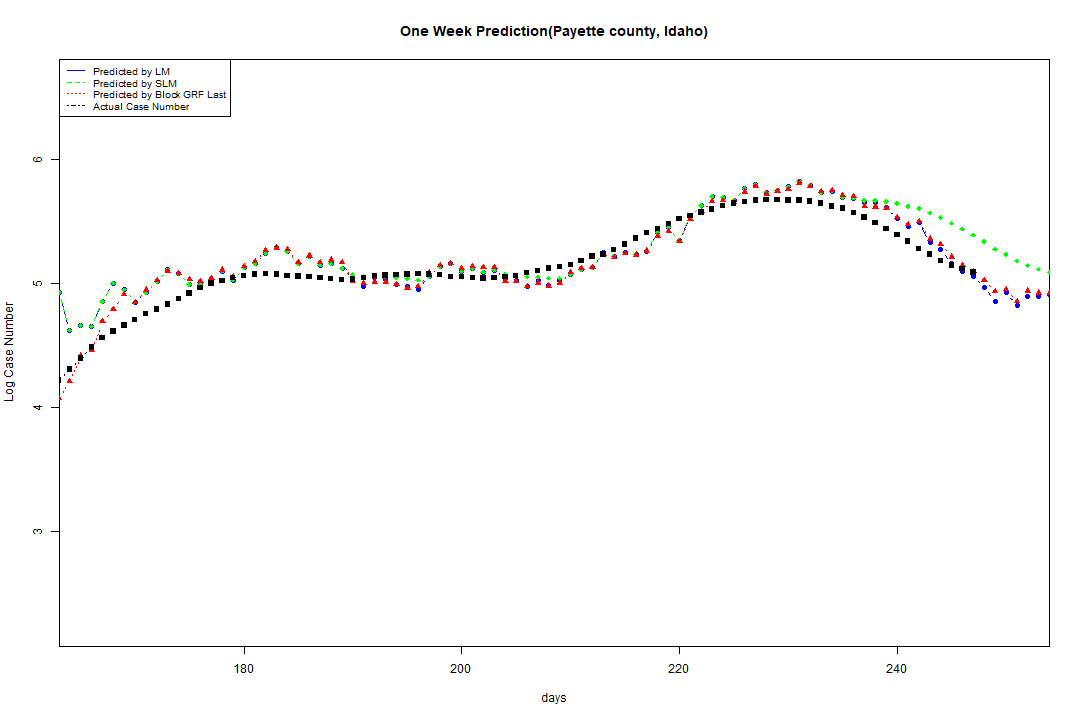 One Week Prediction(Payette county, Idaho)
Predicted by LM
Predicted by SLM
Predicted by Block GRF Last
Actual Case Number
6
5
4
3
Log Case Number
180 200 220 240
days